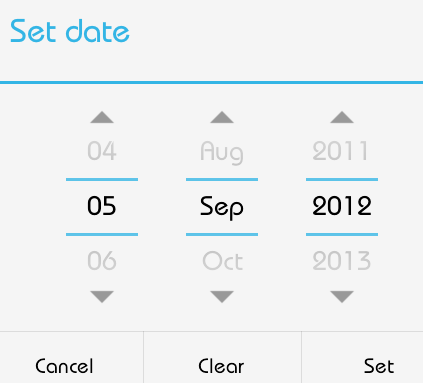 Set date
04 Aug 2011
05 Sep 2012
06 Oct 2013
Cancel Clear Set